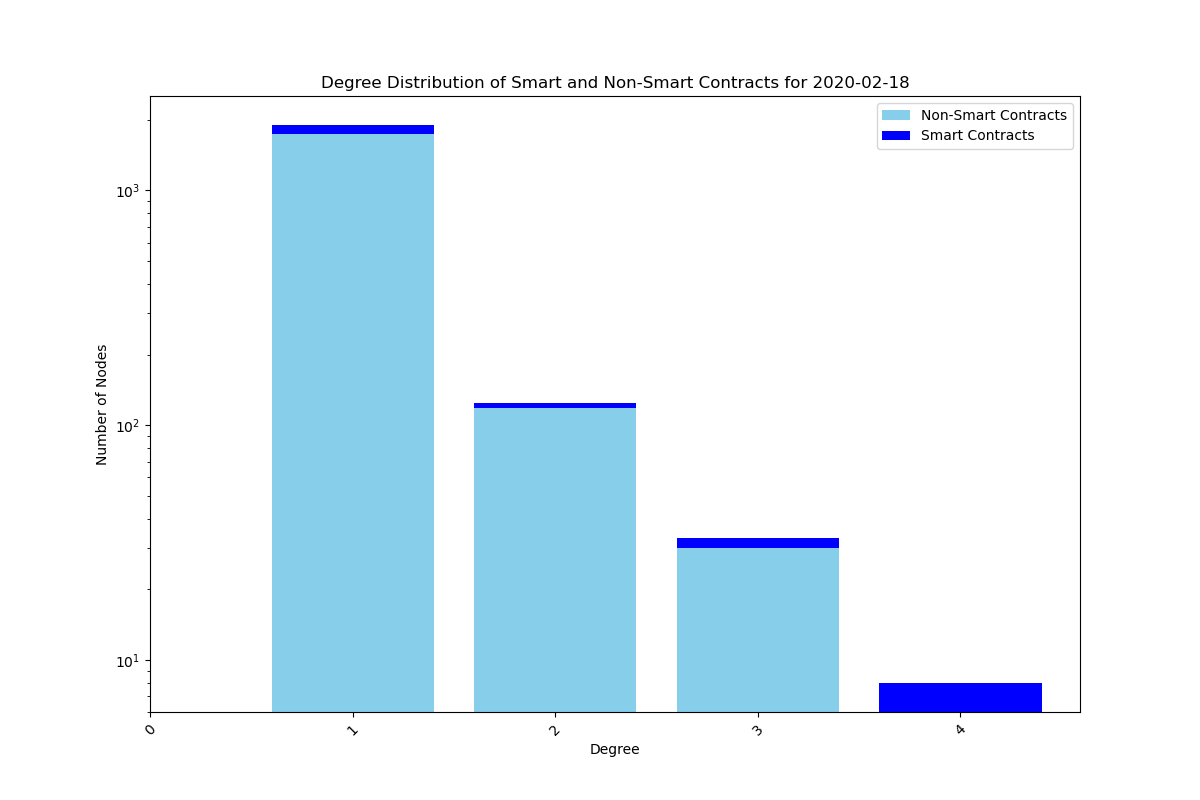 Degree Distribution of Smart and Non-Smart Contracts for 2020-02-18
Non-Smart Contracts
Smart Contracts
Number of Nodes
10³
10²
10¹
0
1
2
3
4
Degree